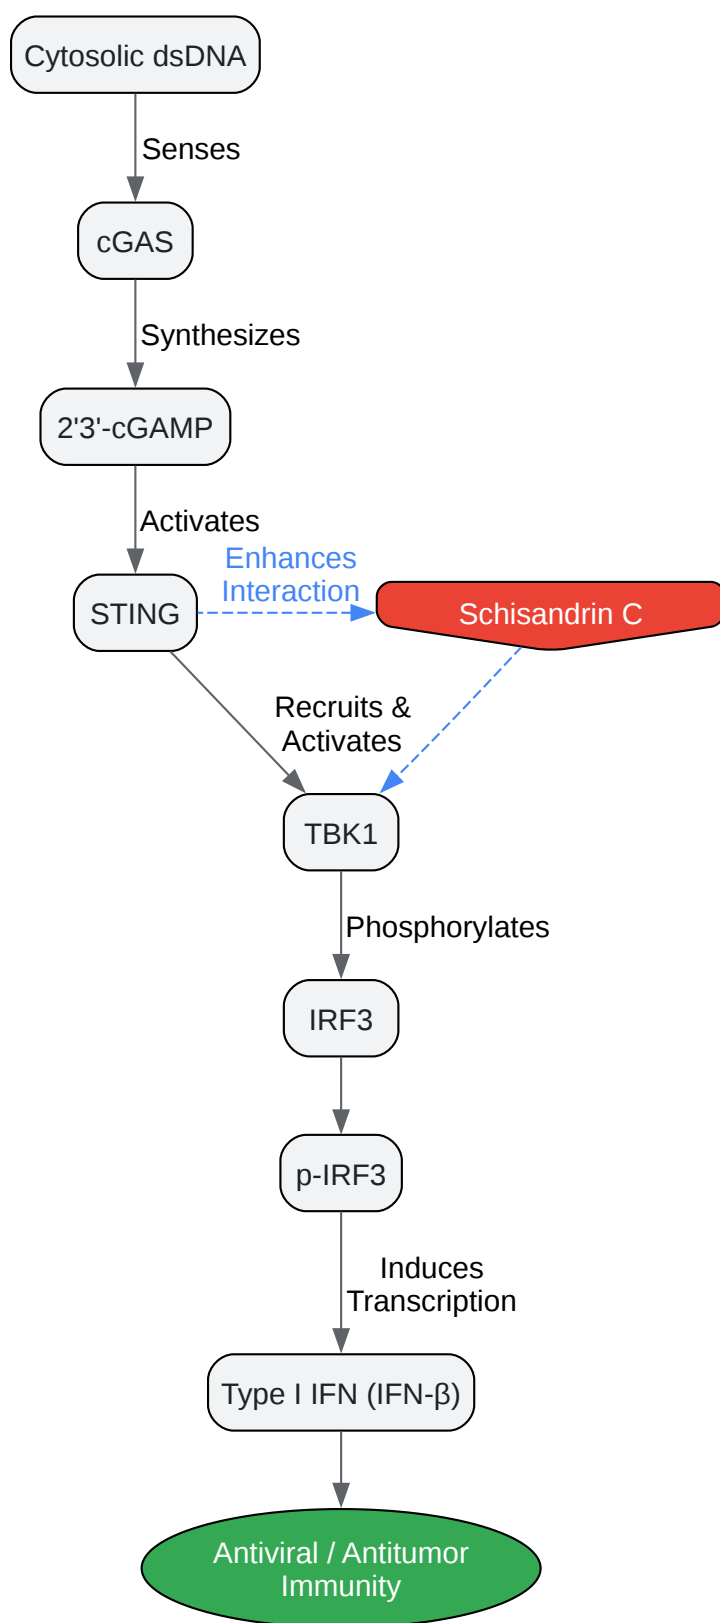 Cytosolic dsDNA
Senses
cGAS
Synthesizes
2'3'-cGAMP
Activates
Enhances
Interaction
STING
Schisandrin C
Recruits &
Activates
TBK1
Phosphorylates
IRF3
p-IRF3
Induces
Transcription
Type I IFN (IFN-β)
Antiviral / Antitumor
Immunity